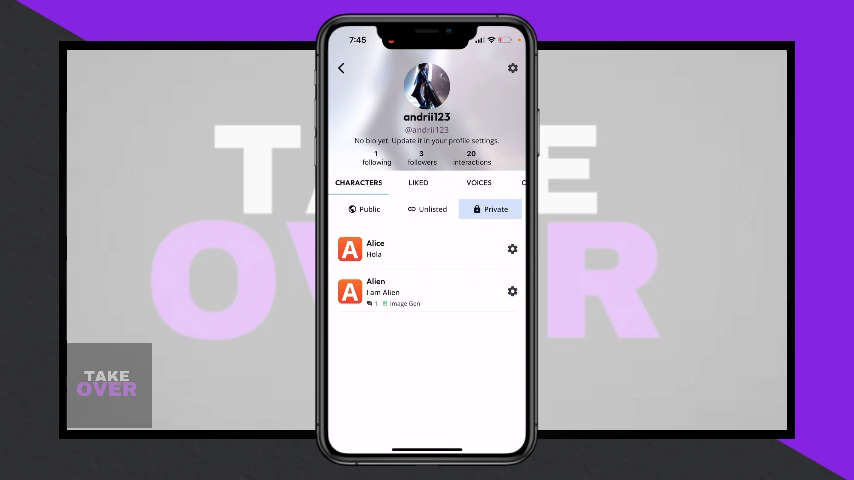 TAKE
OVER
7:45
andrii123
@andrii123
No bio yet. Update it in your profile settings.
1 3 20
following followers interactions
CHARACTERS LIKED VOICES
Public Unlisted Private
A Alice
Hola
A Alien
I am Alien
1 Image Gen
TAKE
OVER